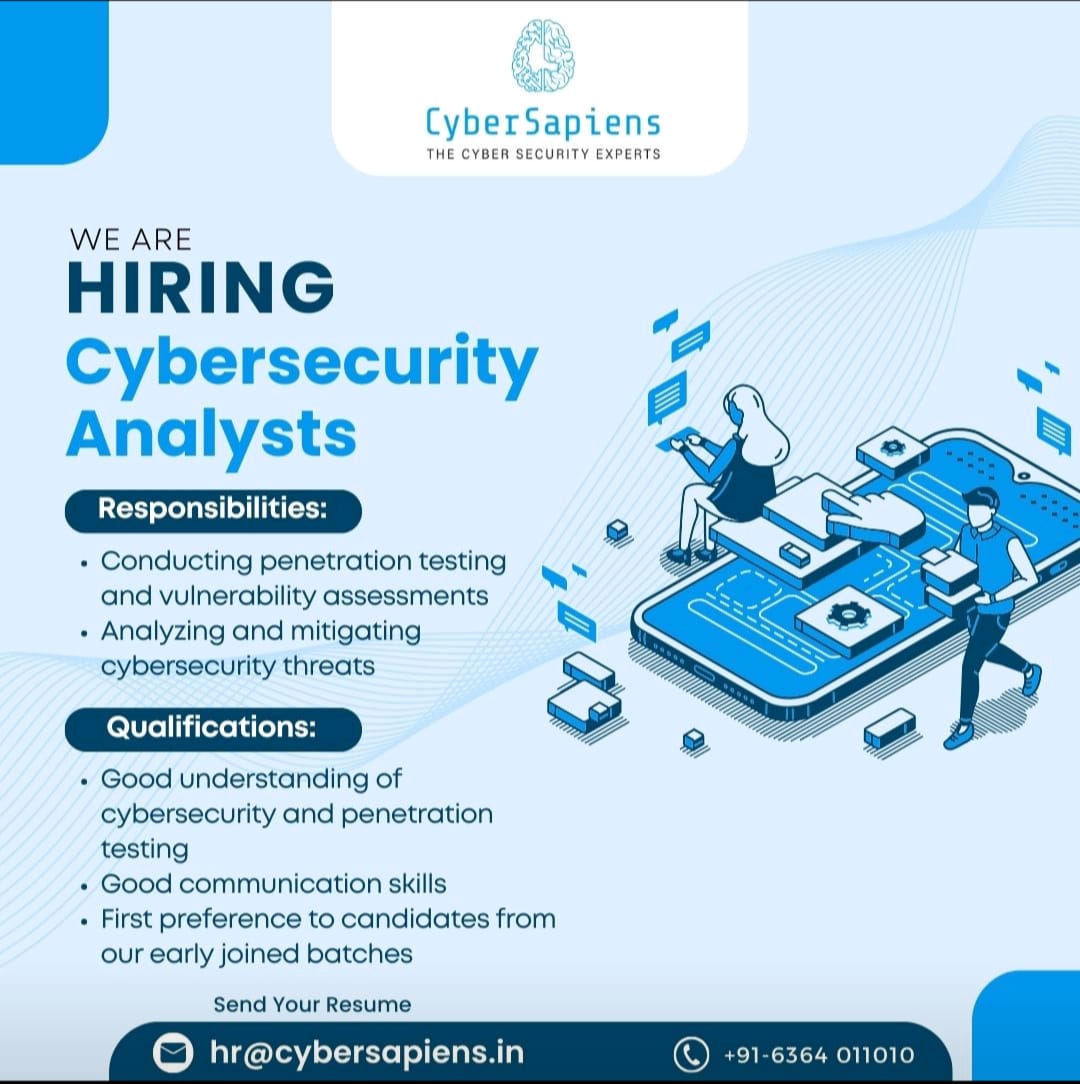 CyberSapiens
THE CYBER SECURITY EXPERTS
WE ARE
HIRING
Cybersecurity
Analysts
Responsibilities:
• Conducting penetration testing
and vulnerability assessments
• Analyzing and mitigating
cybersecurity threats
Qualifications:
• Good understanding of
cybersecurity and penetration
testing
• Good communication skills
• First preference to candidates from
our early joined batches
Send Your Resume
hr@cybersapiens.in
+91-6364 011010